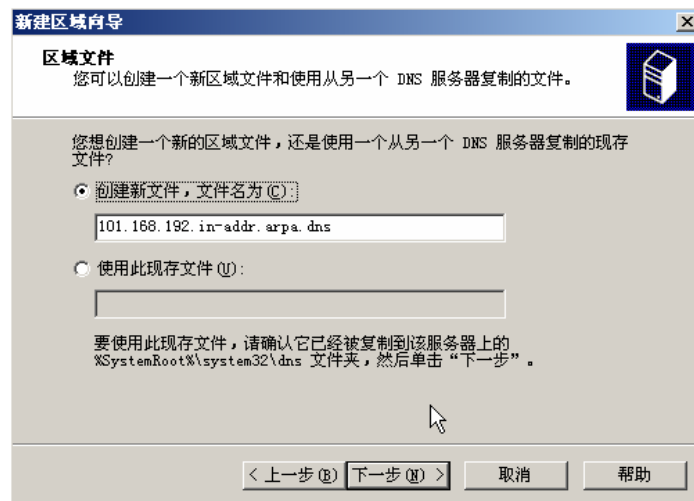 新建区域向导
区域文件
您可以创建一个新区域文件和使用从另一个 DNS 服务器复制的文件。
您想创建一个新的区域文件，还是使用一个从另一个 DNS 服务器复制的现存
文件?
创建新文件，文件名为(C):
101.168.192.in-addr.arpa.dns
使用此现存文件(U):
要使用此现存文件，请确认它已经被复制到该服务器上的
%SystemRoot%\system32\dns 文件夹，然后单击“下一步”。
< 上一步(B) 下一步(N) > 取消 帮助